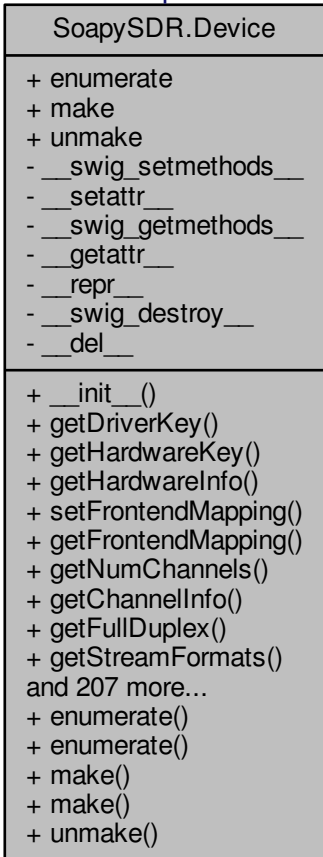 SoapySDR.Device
+ enumerate
+ make
+ unmake
- __swig_setmethods__
- __setattr__
- __swig_getmethods__
- __getattr__
- __repr__
- __swig_destroy__
- __del__
+ __init__()
+ getDriverKey()
+ getHardwareKey()
+ getHardwareInfo()
+ setFrontendMapping()
+ getFrontendMapping()
+ getNumChannels()
+ getChannelInfo()
+ getFullDuplex()
+ getStreamFormats()
and 207 more...
+ enumerate()
+ enumerate()
+ make()
+ make()
+ unmake()